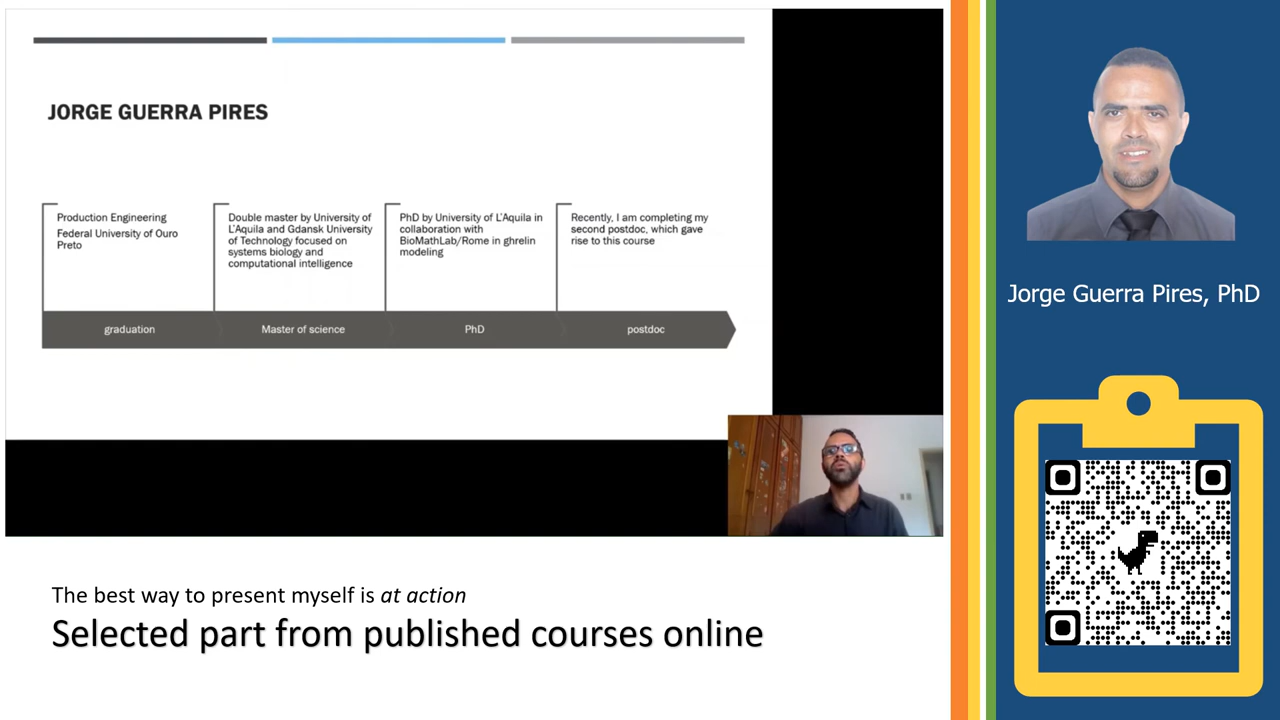 JORGE GUERRA PIRES
Production Engineering
Federal University of Ouro
Preto
Double master by University of
L'Aquila and Gdansk University
of Technology focused on
systems biology and
computational intelligence
PhD by University of L'Aquila in
collaboration with
BioMathLab/Rome in ghrelin
modeling
Recently, I am completing my
second postdoc, which gave
rise to this course
graduation
Master of science
PhD
postdoc
Jorge Guerra Pires, PhD
The best way to present myself is at action
Selected part from published courses online